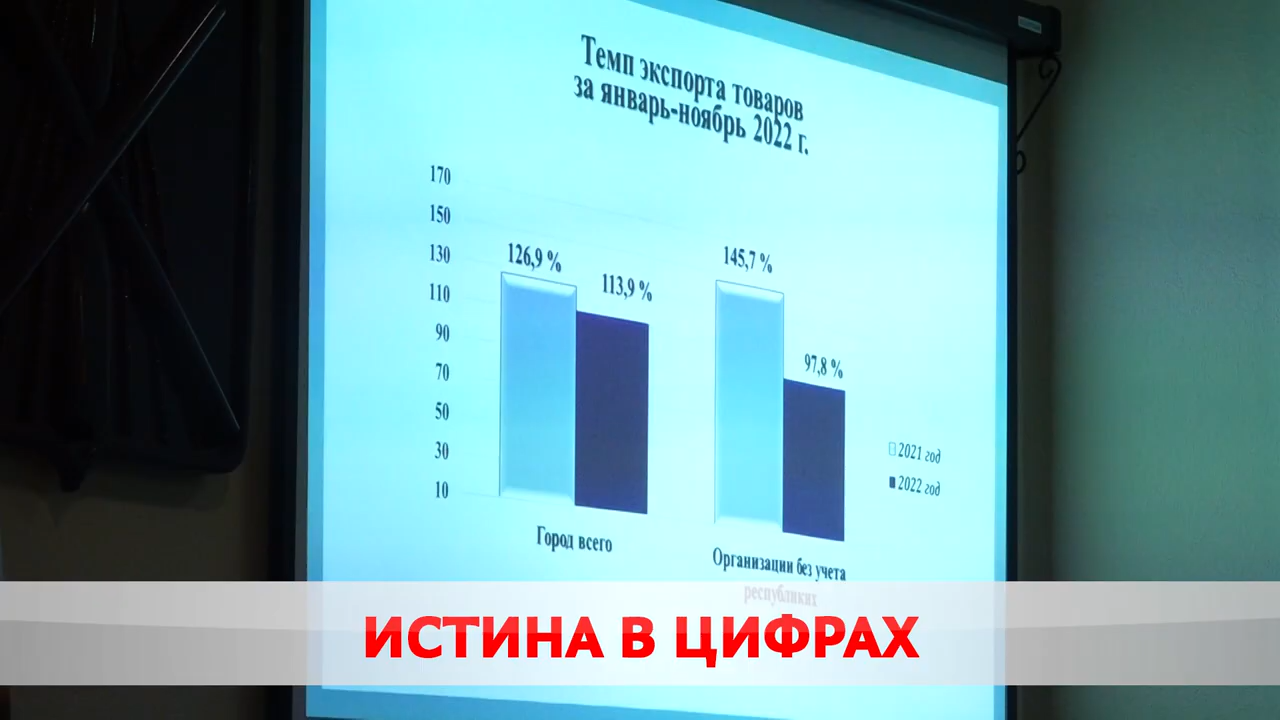 Темп экспорта товаров
за январь-ноябрь 2022 г.
170
150
130
110
90
70
50
30
10
126,9 %
113,9 %
145,7 %
97,8 %
2021 год
2022 год
Город всего
Организации без учета
республиких
ИСТИНА В ЦИФРАХ